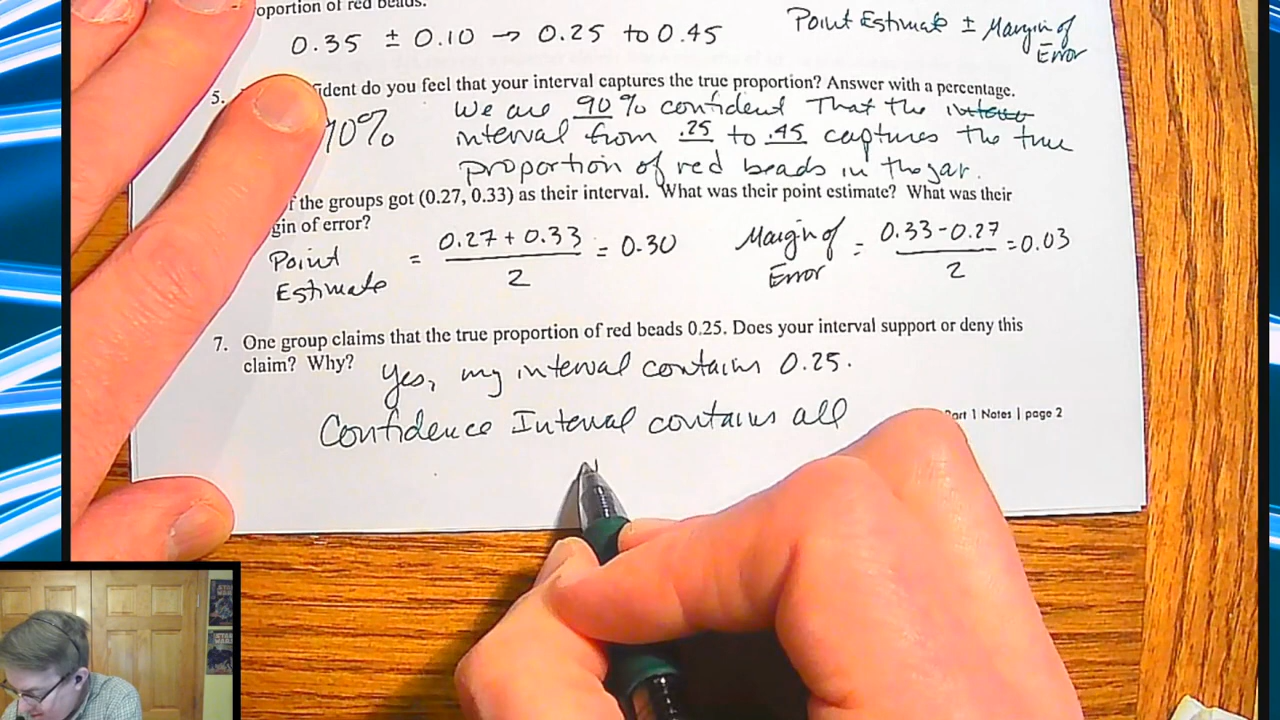 oportion of red beads.
0.35 ± 0.10 → 0.25 to 0.45
Point Estimate ± Margin of Error
5. ident do you feel that your interval captures the true proportion? Answer with a percentage.
90%
We are 90% confident That the
interval from .25 to .45 captures the true
proportion of red beads in the jar.
f the groups got (0.27, 0.33) as their interval. What was their point estimate? What was their
gin of error?
Point Estimate = 0.27 + 0.33 / 2 = 0.30
Margin of Error = 0.33 - 0.27 / 2 = 0.03
7. One group claims that the true proportion of red beads 0.25. Does your interval support or deny this
claim? Why?
Yes, my interval contains 0.25.
Confidence Interval contains all
art 1 Notes | page 2
STAR WARS